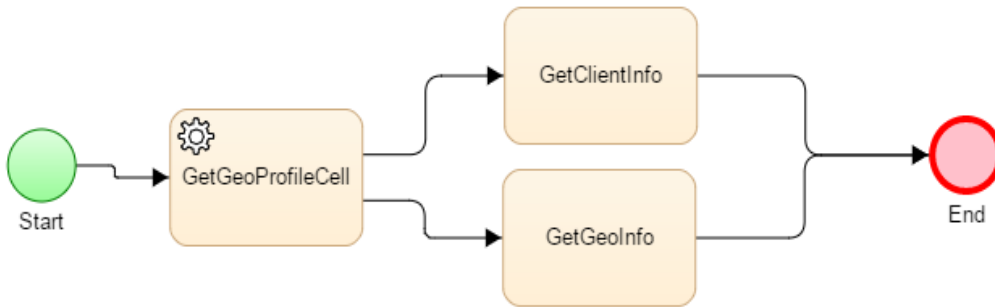 GetClientInfo
GetGeoProfileCell
Start
GetGeoInfo
End